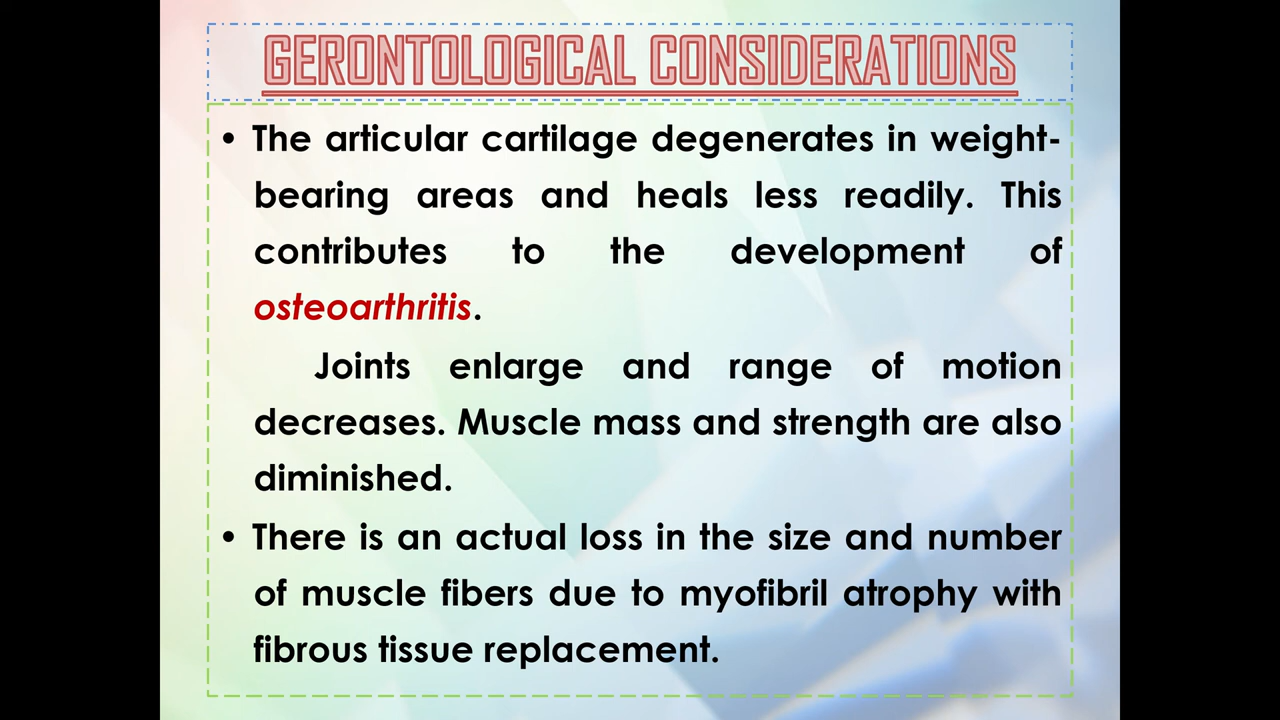 GERONTOLOGICAL CONSIDERATIONS
• The articular cartilage degenerates in weight-
bearing areas and heals less readily. This
contributes to the development of
osteoarthritis.
Joints enlarge and range of motion
decreases. Muscle mass and strength are also
diminished.
• There is an actual loss in the size and number
of muscle fibers due to myofibril atrophy with
fibrous tissue replacement.